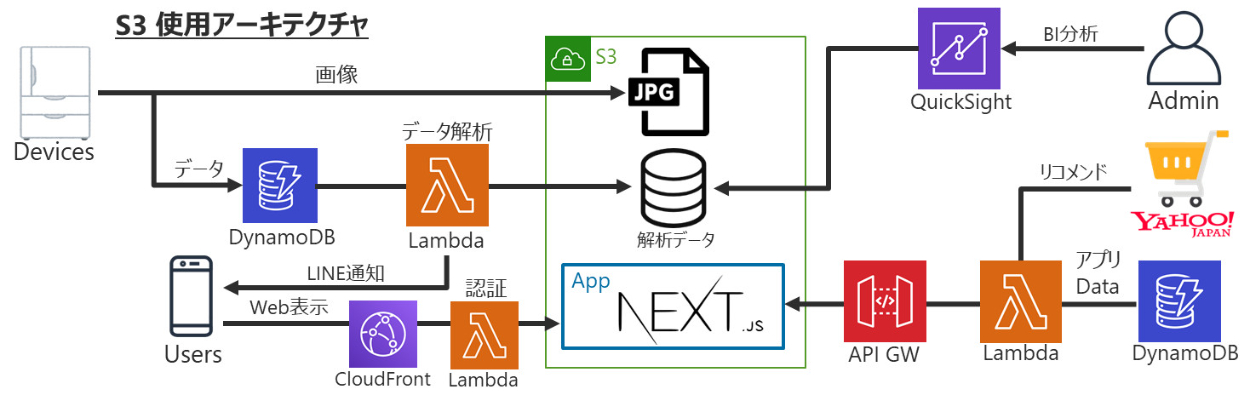 S3 使用アーキテクチャ
Devices
画像
データ
DynamoDB
データ解析
Lambda
S3
JPG
解析データ
QuickSight
BI分析
Admin
リコメンド
YAHOO!
JAPAN
LINE通知
Web表示
Users
CloudFront
認証
Lambda
App
NEXT.JS
API GW
Lambda
アプリ
Data
DynamoDB